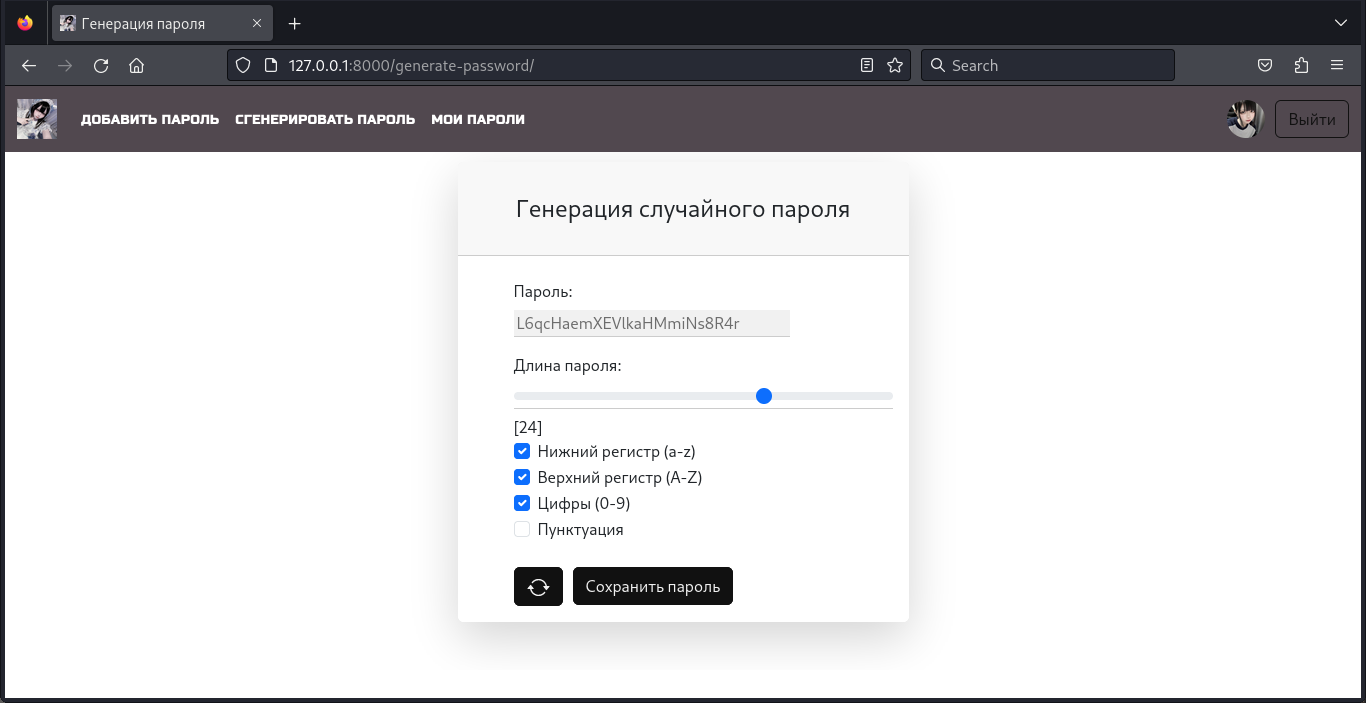 Генерация пароля
127.0.0.1:8000/generate-password/
Search
ДОБАВИТЬ ПАРОЛЬ СГЕНЕРИРОВАТЬ ПАРОЛЬ МОИ ПАРОЛИ
Выйти
Генерация случайного пароля
Пароль:
L6qcHaemXEVlkaHMmiNs8R4r
Длина пароля:
[24]
Нижний регистр (a-z)
Верхний регистр (A-Z)
Цифры (0-9)
Пунктуация
Сохранить пароль